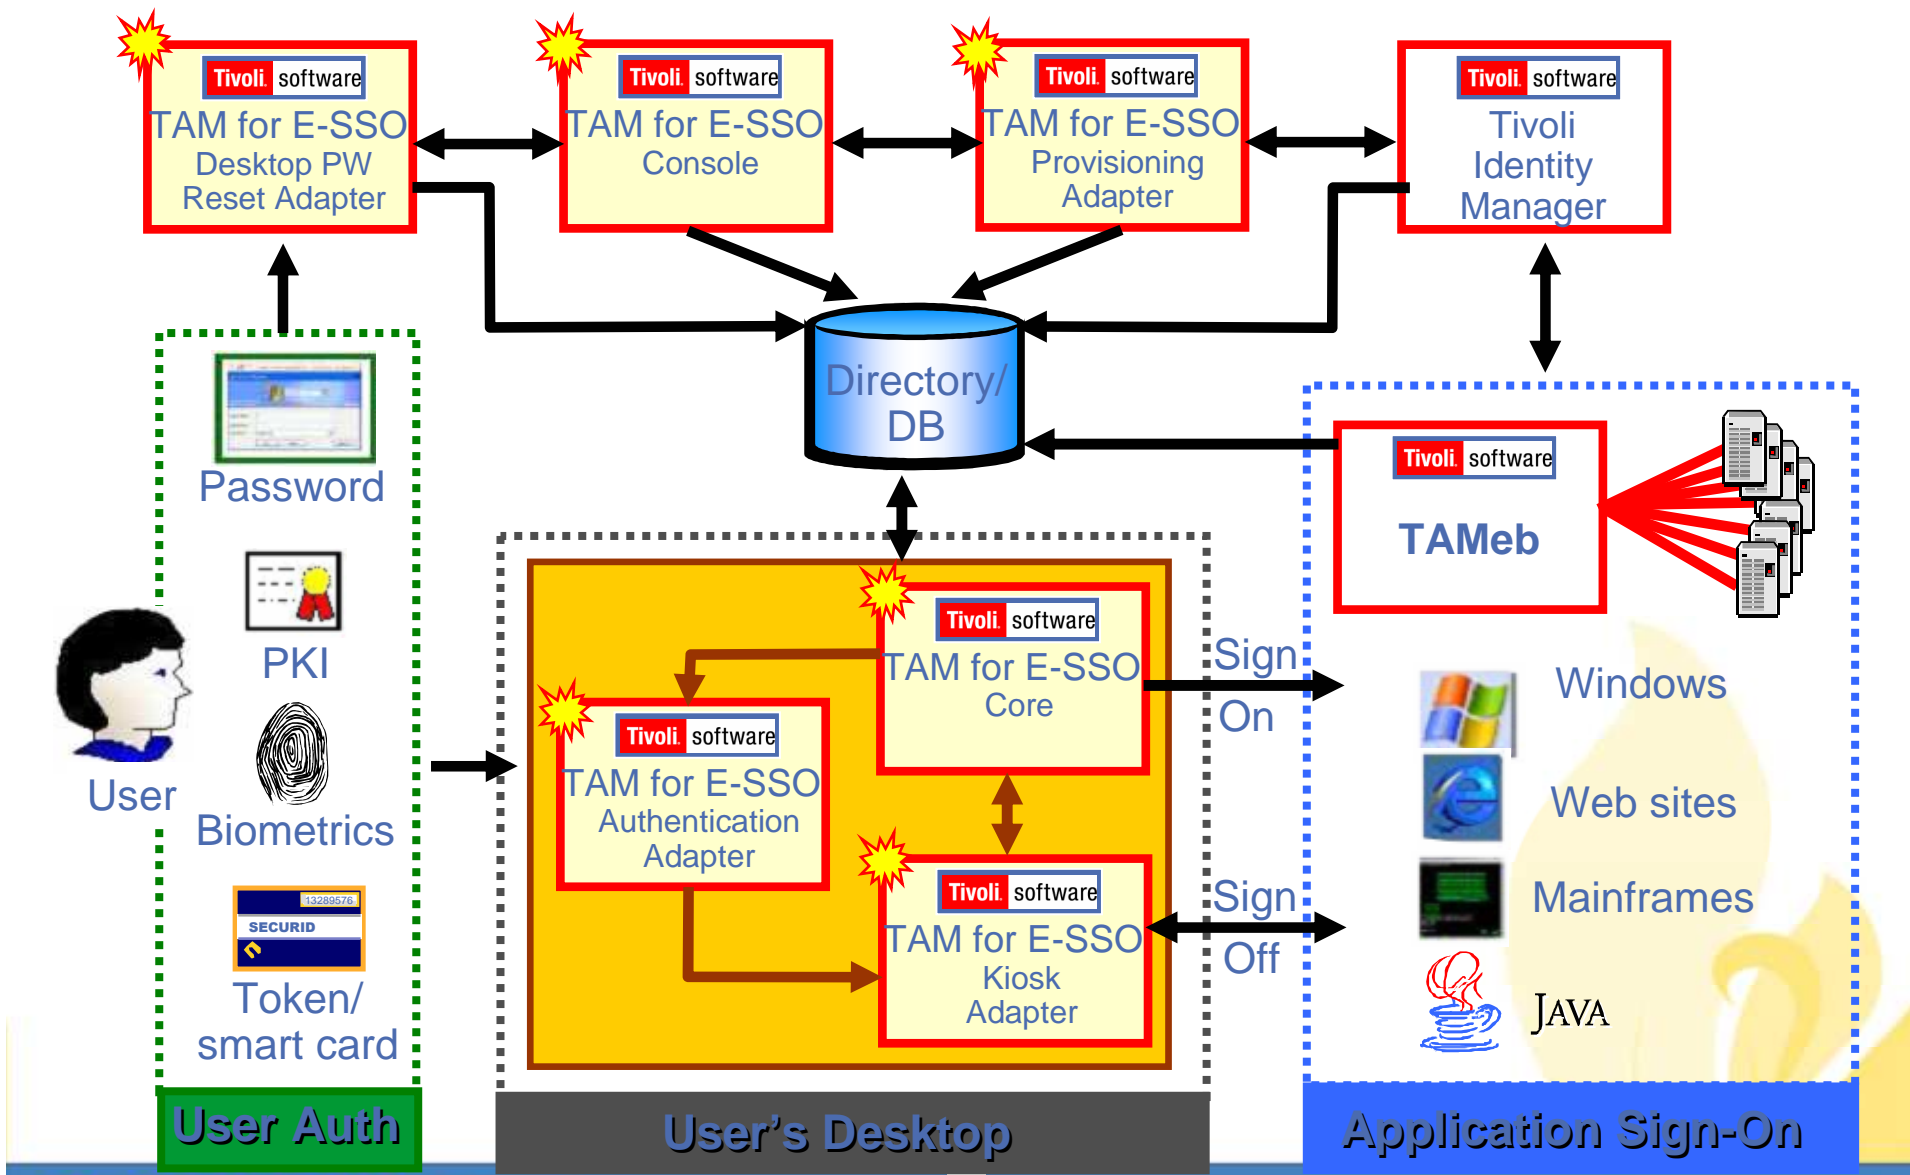 Tivoli. software
TAM for E-SSO
Desktop PW
Reset Adapter
Tivoli. software
TAM for E-SSO
Console
Tivoli. software
TAM for E-SSO
Provisioning
Adapter
Tivoli. software
Tivoli
Identity
Manager
Directory/
DB
Password
PKI
User
Biometrics
13289576
SECURID
Token/
smart card
User Auth
Tivoli. software
TAM for E-SSO
Core
Tivoli. software
TAM for E-SSO
Authentication
Adapter
Tivoli. software
TAM for E-SSO
Kiosk
Adapter
User's Desktop
Sign
On
Sign
Off
Tivoli. software
TAMeb
Windows
Web sites
Mainframes
JAVA
Application Sign-On